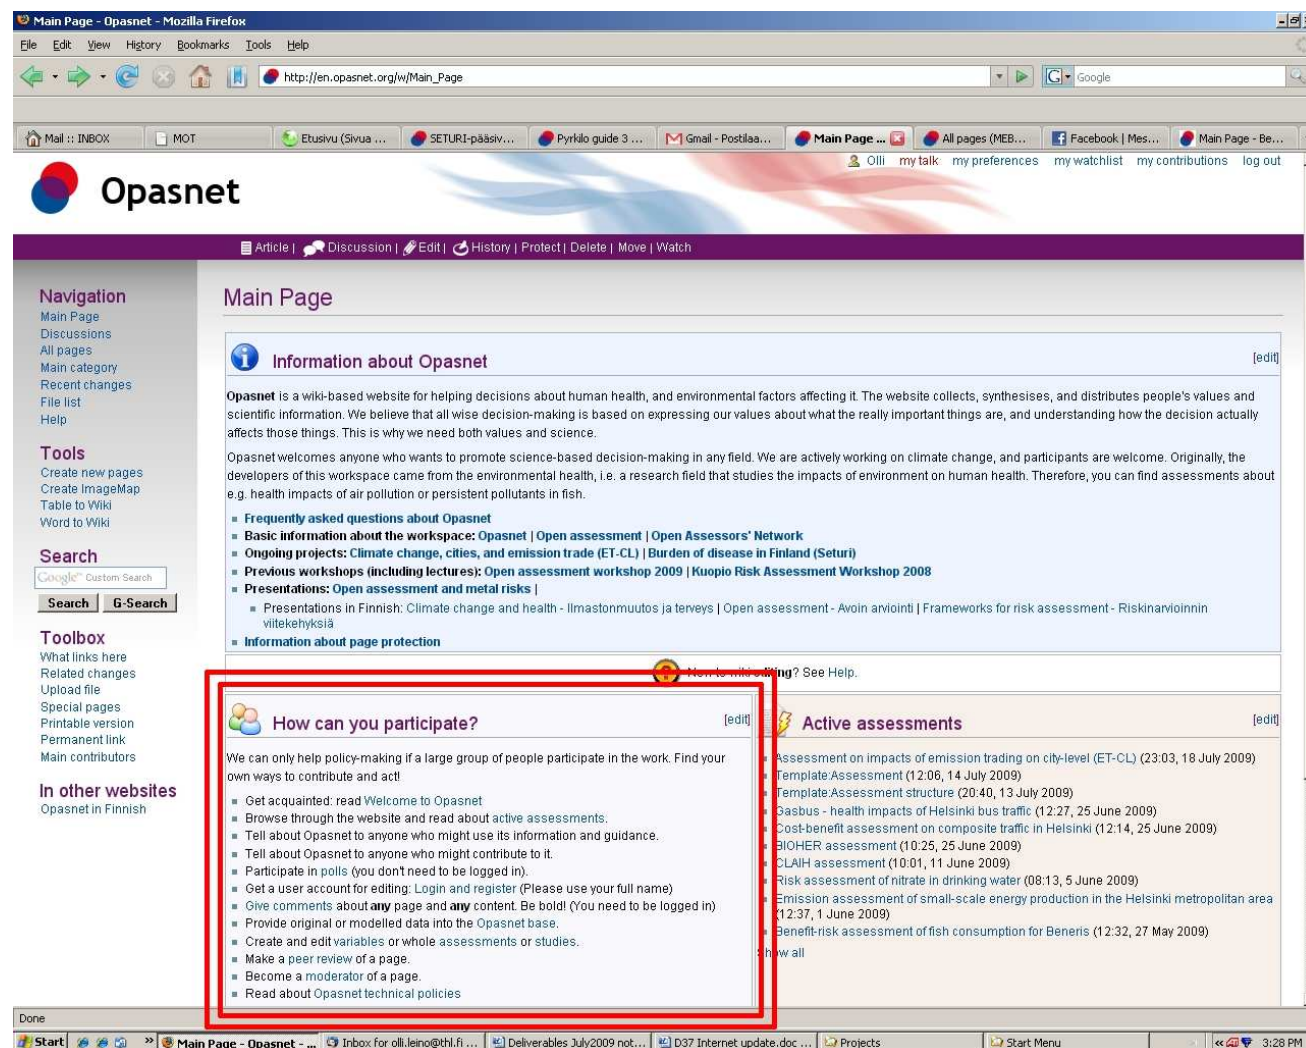 Main Page - Opasnet - Mozilla Firefox
File Edit View History Bookmarks Tools Help
http://en.opasnet.org/w/Main_Page
Google
Mail :: INBOX
MOT
Etusivu (Sivua ...
SETURI-pääsiv...
Pyrkilo guide 3 ...
Gmail - Postilaa...
Main Page ...
All pages (MEB...
Facebook | Mes...
Main Page - Be...
Olli my talk my preferences my watchlist my contributions log out
Opasnet
Article | Discussion | Edit | History | Protect | Delete | Move | Watch
Navigation
Main Page
Discussions
All pages
Main category
Recent changes
File list
Help
Tools
Create new pages
Create ImageMap
Table to Wiki
Word to Wiki
Search
Google™ Custom Search
Search G-Search
Toolbox
What links here
Related changes
Upload file
Special pages
Printable version
Permanent link
Main contributors
In other websites
Opasnet in Finnish
Main Page
Information about Opasnet [edit]
Opasnet is a wiki-based website for helping decisions about human health, and environmental factors affecting it. The website collects, synthesises, and distributes people's values and
scientific information. We believe that all wise decision-making is based on expressing our values about what the really important things are, and understanding how the decision actually
affects those things. This is why we need both values and science.
Opasnet welcomes anyone who wants to promote science-based decision-making in any field. We are actively working on climate change, and participants are welcome. Originally, the
developers of this workspace came from the environmental health, i.e. a research field that studies the impacts of environment on human health. Therefore, you can find assessments about
e.g. health impacts of air pollution or persistent pollutants in fish.
Frequently asked questions about Opasnet
Basic information about the workspace: Opasnet | Open assessment | Open Assessors' Network
Ongoing projects: Climate change, cities, and emission trade (ET-CL) | Burden of disease in Finland (Seturi)
Previous workshops (including lectures): Open assessment workshop 2009 | Kuopio Risk Assessment Workshop 2008
Presentations: Open assessment and metal risks |
Presentations in Finnish: Climate change and health - Ilmastonmuutos ja terveys | Open assessment - Avoin arviointi | Frameworks for risk assessment - Riskinarvioinnin
viitekehyksiä
Information about page protection
New to wiki editing? See Help.
How can you participate? [edit]
We can only help policy-making if a large group of people participate in the work. Find your
own ways to contribute and act!
Get acquainted: read Welcome to Opasnet
Browse through the website and read about active assessments.
Tell about Opasnet to anyone who might use its information and guidance.
Tell about Opasnet to anyone who might contribute to it.
Participate in polls (you don't need to be logged in).
Get a user account for editing: Login and register (Please use your full name)
Give comments about any page and any content. Be bold! (You need to be logged in)
Provide original or modelled data into the Opasnet base.
Create and edit variables or whole assessments or studies.
Make a peer review of a page.
Become a moderator of a page.
Read about Opasnet technical policies
Active assessments [edit]
Assessment on impacts of emission trading on city-level (ET-CL) (23:03, 18 July 2009)
Template:Assessment (12:06, 14 July 2009)
Template:Assessment structure (20:40, 13 July 2009)
Gasbus - health impacts of Helsinki bus traffic (12:27, 25 June 2009)
Cost-benefit assessment on composite traffic in Helsinki (12:14, 25 June 2009)
BIOHER assessment (10:25, 25 June 2009)
CLAIH assessment (10:01, 11 June 2009)
Risk assessment of nitrate in drinking water (08:13, 5 June 2009)
Emission assessment of small-scale energy production in the Helsinki metropolitan area
(12:37, 1 June 2009)
Benefit-risk assessment of fish consumption for Beneris (12:32, 27 May 2009)
Show all
Done
Start
Main Page - Opasnet - ...
Inbox for olli.leino@thl.fi ...
Deliverables July2009 not...
D37 Internet update.doc ...
Projects
Start Menu
3:28 PM